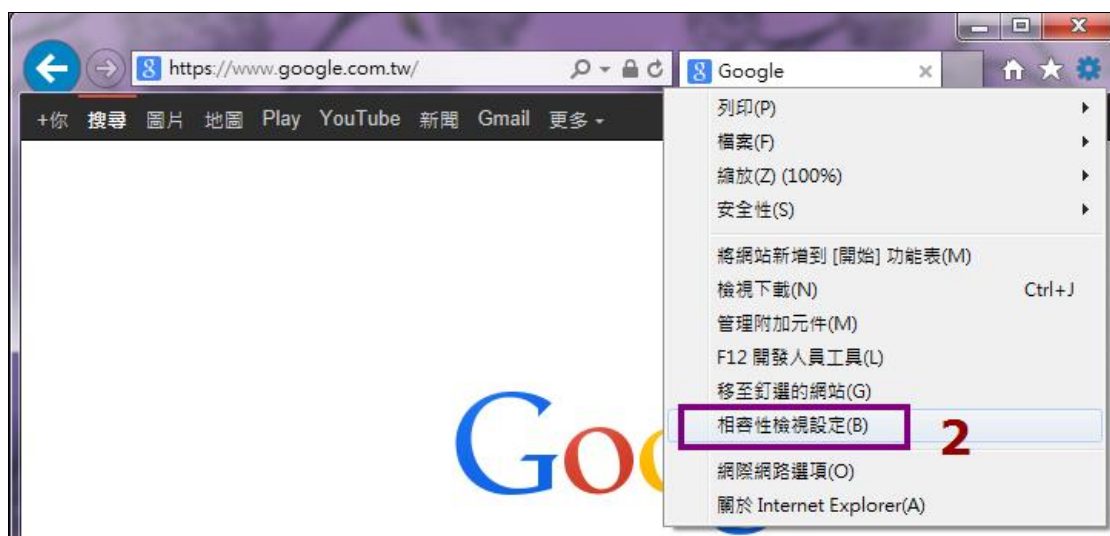 https://www.google.com.tw/
Google
+你 搜尋 圖片 地圖 Play YouTube 新聞 Gmail 更多
列印(P)
檔案(F)
縮放(Z) (100%)
安全性(S)
將網站新增到 [開始] 功能表(M)
檢視下載(N) Ctrl+J
管理附加元件(M)
F12 開發人員工具(L)
移至釘選的網站(G)
相容性檢視設定(B) 2
網際網路選項(O)
關於 Internet Explorer(A)
Goo